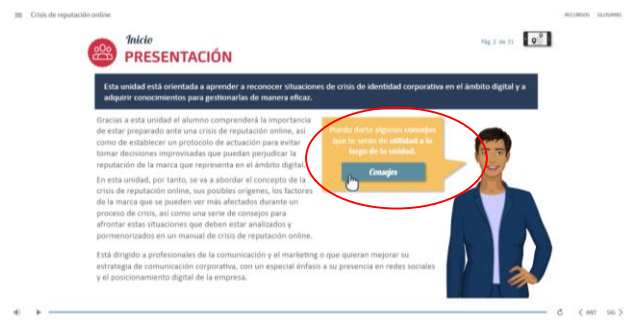 Crisis de reputación online
RECURSOS GLOSARIO
Inicio
PRESENTACIÓN
Pág. 2 de 31
Esta unidad está orientada a aprender a reconocer situaciones de crisis de identidad corporativa en el ámbito digital y a
adquirir conocimientos para gestionarlas de manera eficaz.
Gracias a esta unidad el alumno comprenderá la importancia
de estar preparado ante una crisis de reputación online, así
como de establecer un protocolo de actuación para evitar
tomar decisiones improvisadas que puedan perjudicar la
reputación de la marca que representa en el ámbito digital.
En esta unidad, por tanto, se va a abordar el concepto de la
crisis de reputación online, sus posibles orígenes, los factores
de la marca que se pueden ver más afectados durante un
proceso de crisis, así como una serie de consejos para
afrontar estas situaciones que deben estar analizados y
pormenorizados en un manual de crisis de reputación online.
Puedo darte algunos consejos
que te serán de utilidad a lo
largo de la unidad.
Consejos
Está dirigido a profesionales de la comunicación y el marketing o que quieran mejorar su
estrategia de comunicación corporativa, con un especial énfasis a su presencia en redes sociales
y el posicionamiento digital de la empresa.
ANT SIG